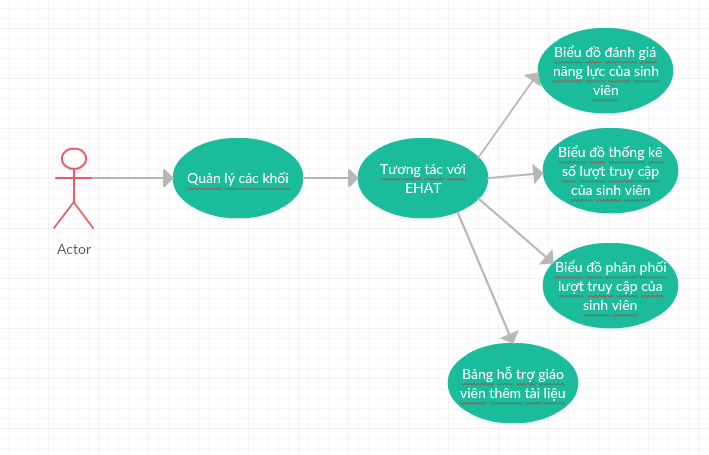 Biểu đồ đánh giá
năng lực của sinh
viên
Biểu đồ thống kê
số lượt truy cập
của sinh viên
Tương tác với
EHAT
Quản lý các khối
Actor
Biểu đồ phân phối
lượt truy cập của
sinh viên
Bảng hỗ trợ giáo
viên thêm tài liệu